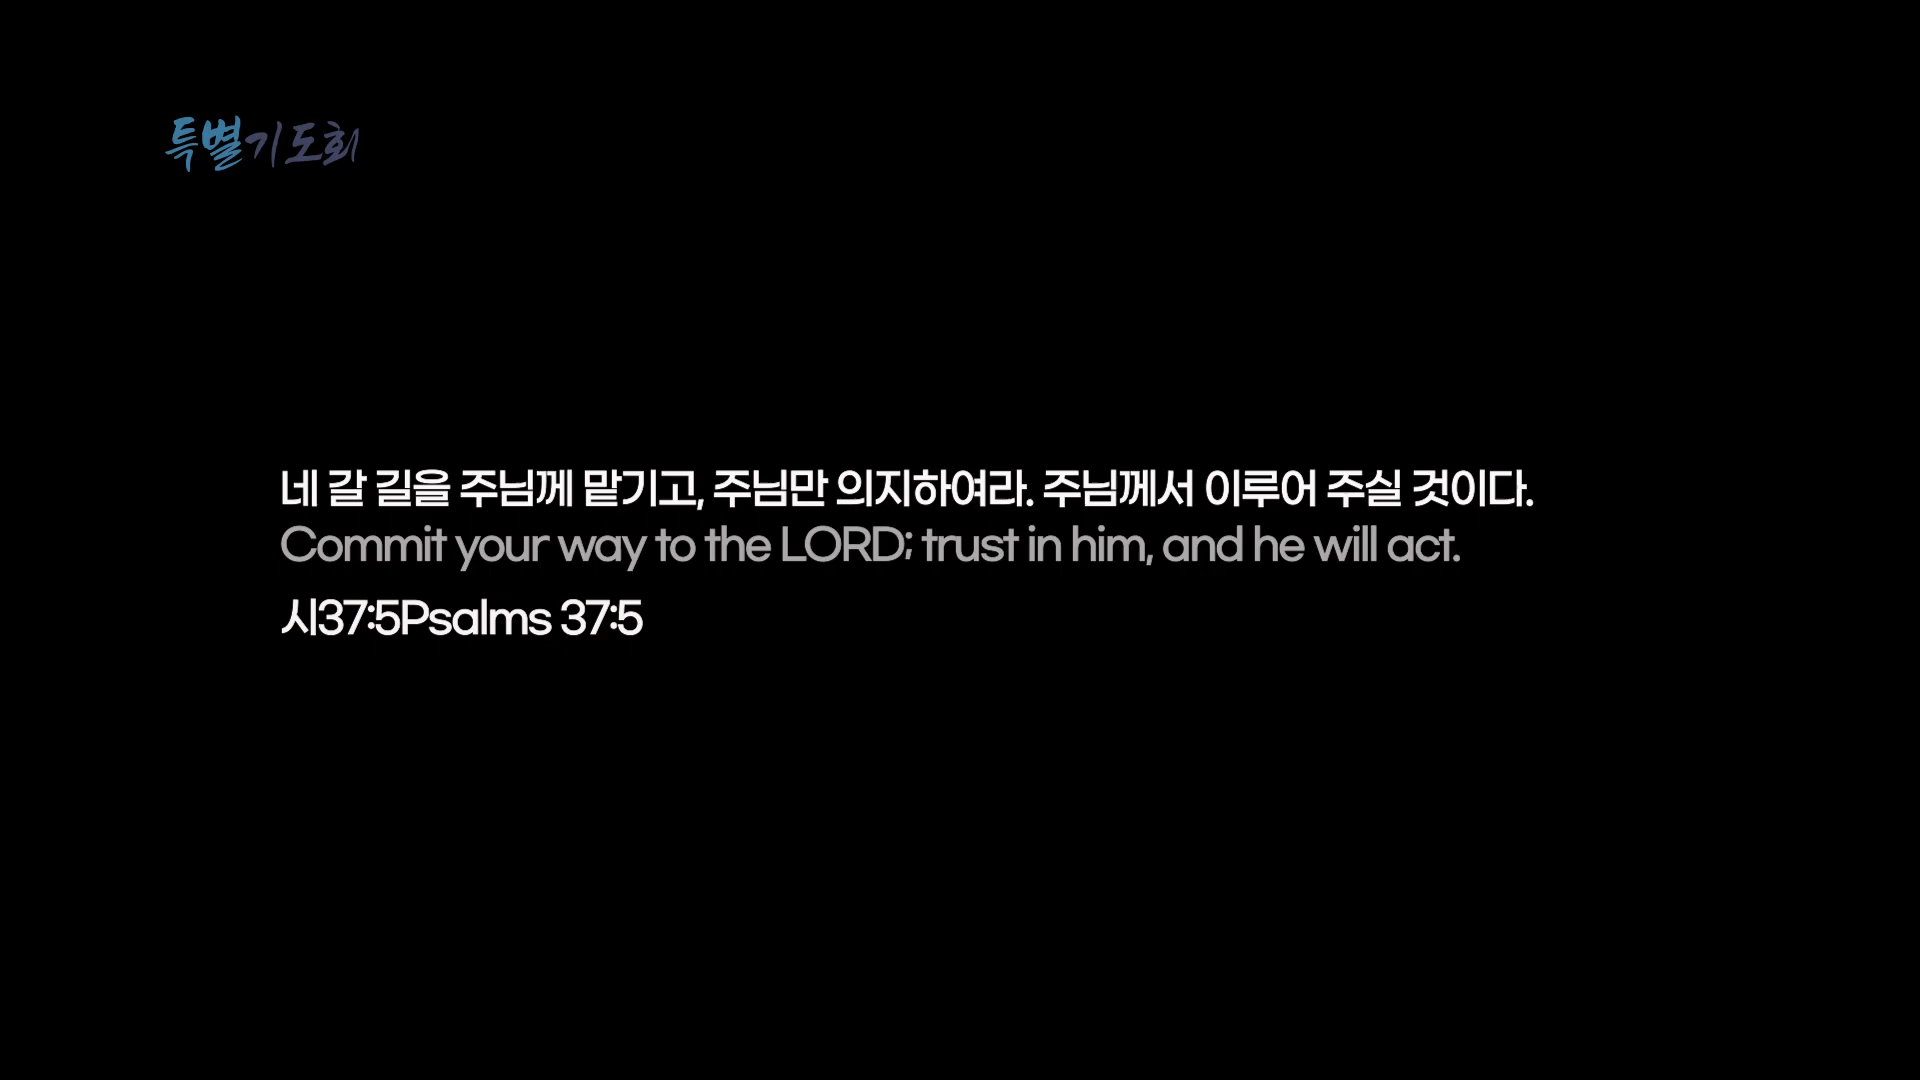 특별기도회
네 갈 길을 주님께 맡기고, 주님만 의지하여라. 주님께서 이루어 주실 것이다.
Commit your way to the LORD; trust in him, and he will act.
시37:5Psalms 37:5